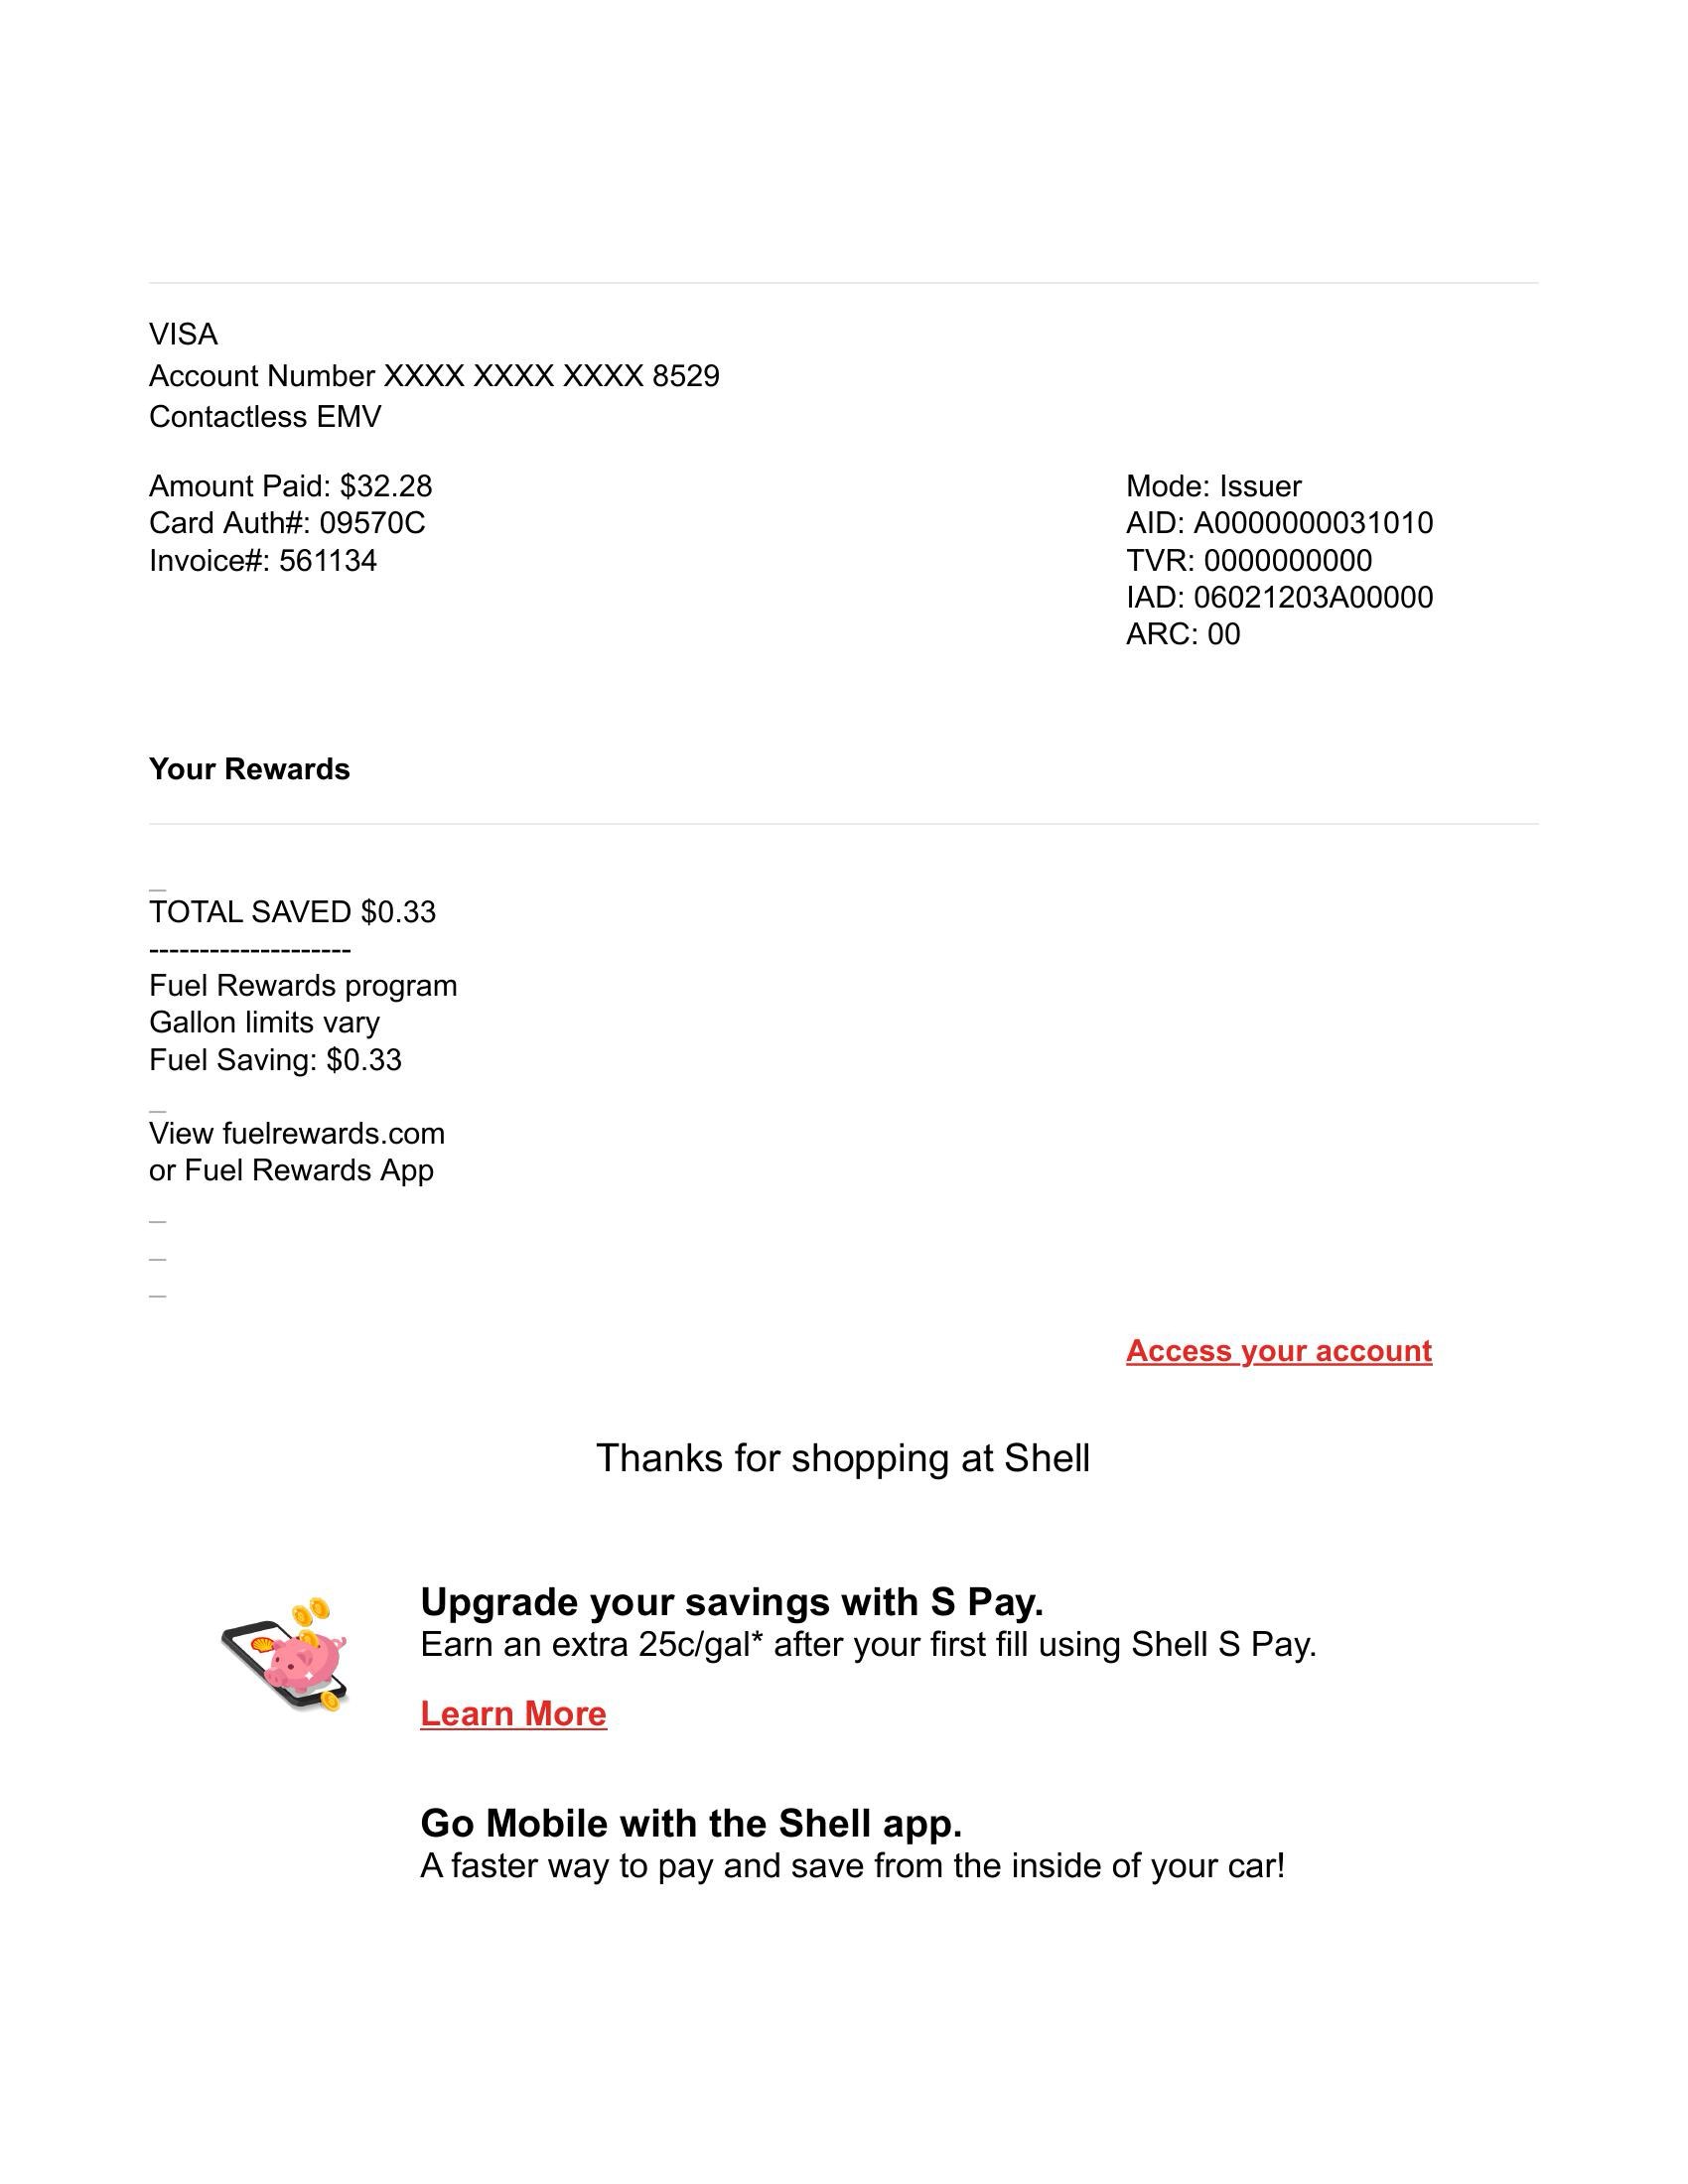 VISA
Account Number XXXX XXXX XXXX 8529
Contactless EMV
Amount Paid: $32.28
Card Auth#: 09570C
Invoice#: 561134
Mode: Issuer
AID: A0000000031010
TVR: 0000000000
IAD: 06021203A00000
ARC: 00
Your Rewards
_
TOTAL SAVED $0.33
--------------------
Fuel Rewards program
Gallon limits vary
Fuel Saving: $0.33
_
View fuelrewards.com
or Fuel Rewards App
_
_
_
Access your account
Thanks for shopping at Shell
Upgrade your savings with S Pay.
Earn an extra 25c/gal* after your first fill using Shell S Pay.
Learn More
Go Mobile with the Shell app.
A faster way to pay and save from the inside of your car!